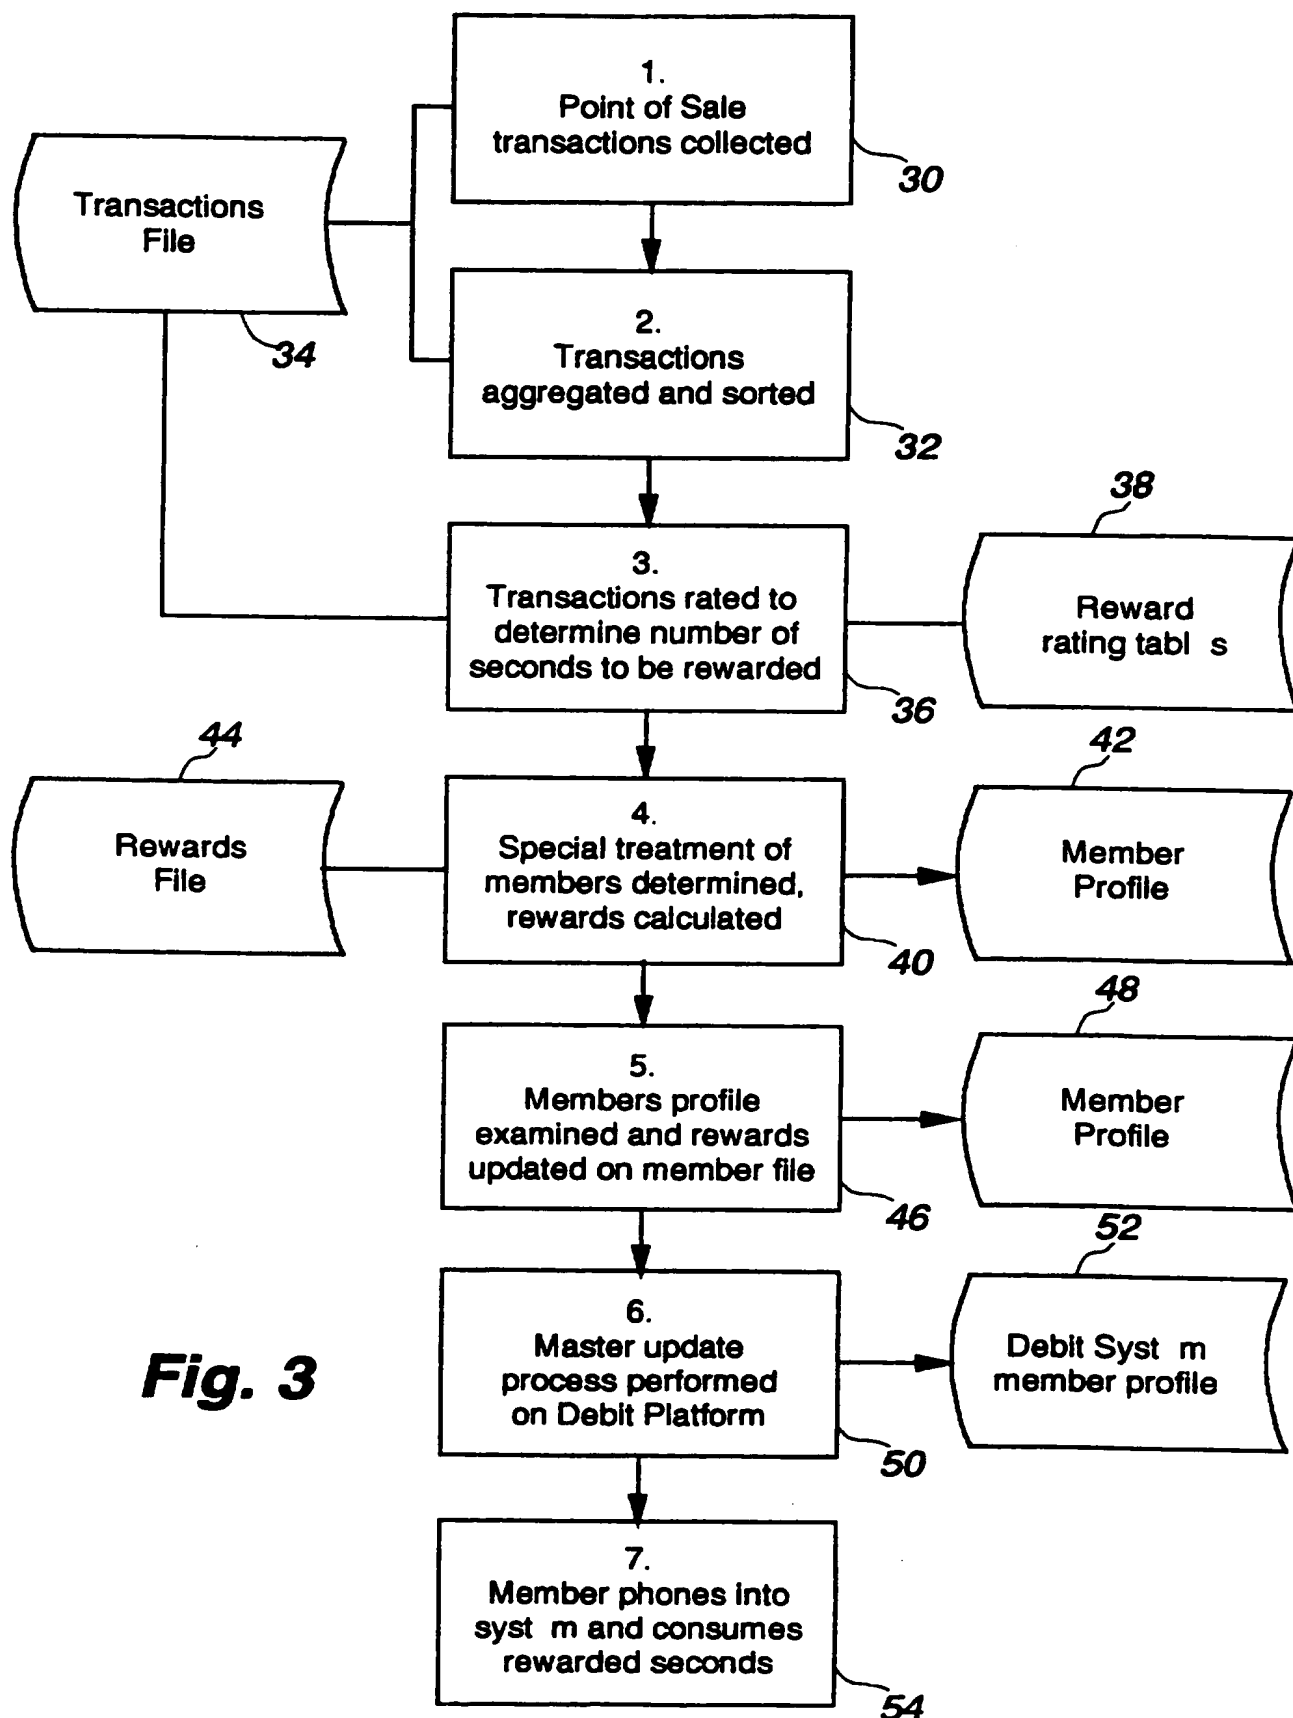 1.
Point of Sale
transactions collected
30
Transactions
File
34
2.
Transactions
aggregated and sorted
32
3.
Transactions rated to
determine number of
seconds to be rewarded
36
38
Reward
rating tabl s
44
Rewards
File
4.
Special treatment of
members determined,
rewards calculated
40
42
Member
Profile
5.
Members profile
examined and rewards
updated on member file
46
48
Member
Profile
6.
Master update
process performed
on Debit Platform
50
52
Debit Syst m
member profile
Fig. 3
7.
Member phones into
syst m and consumes
rewarded seconds
54